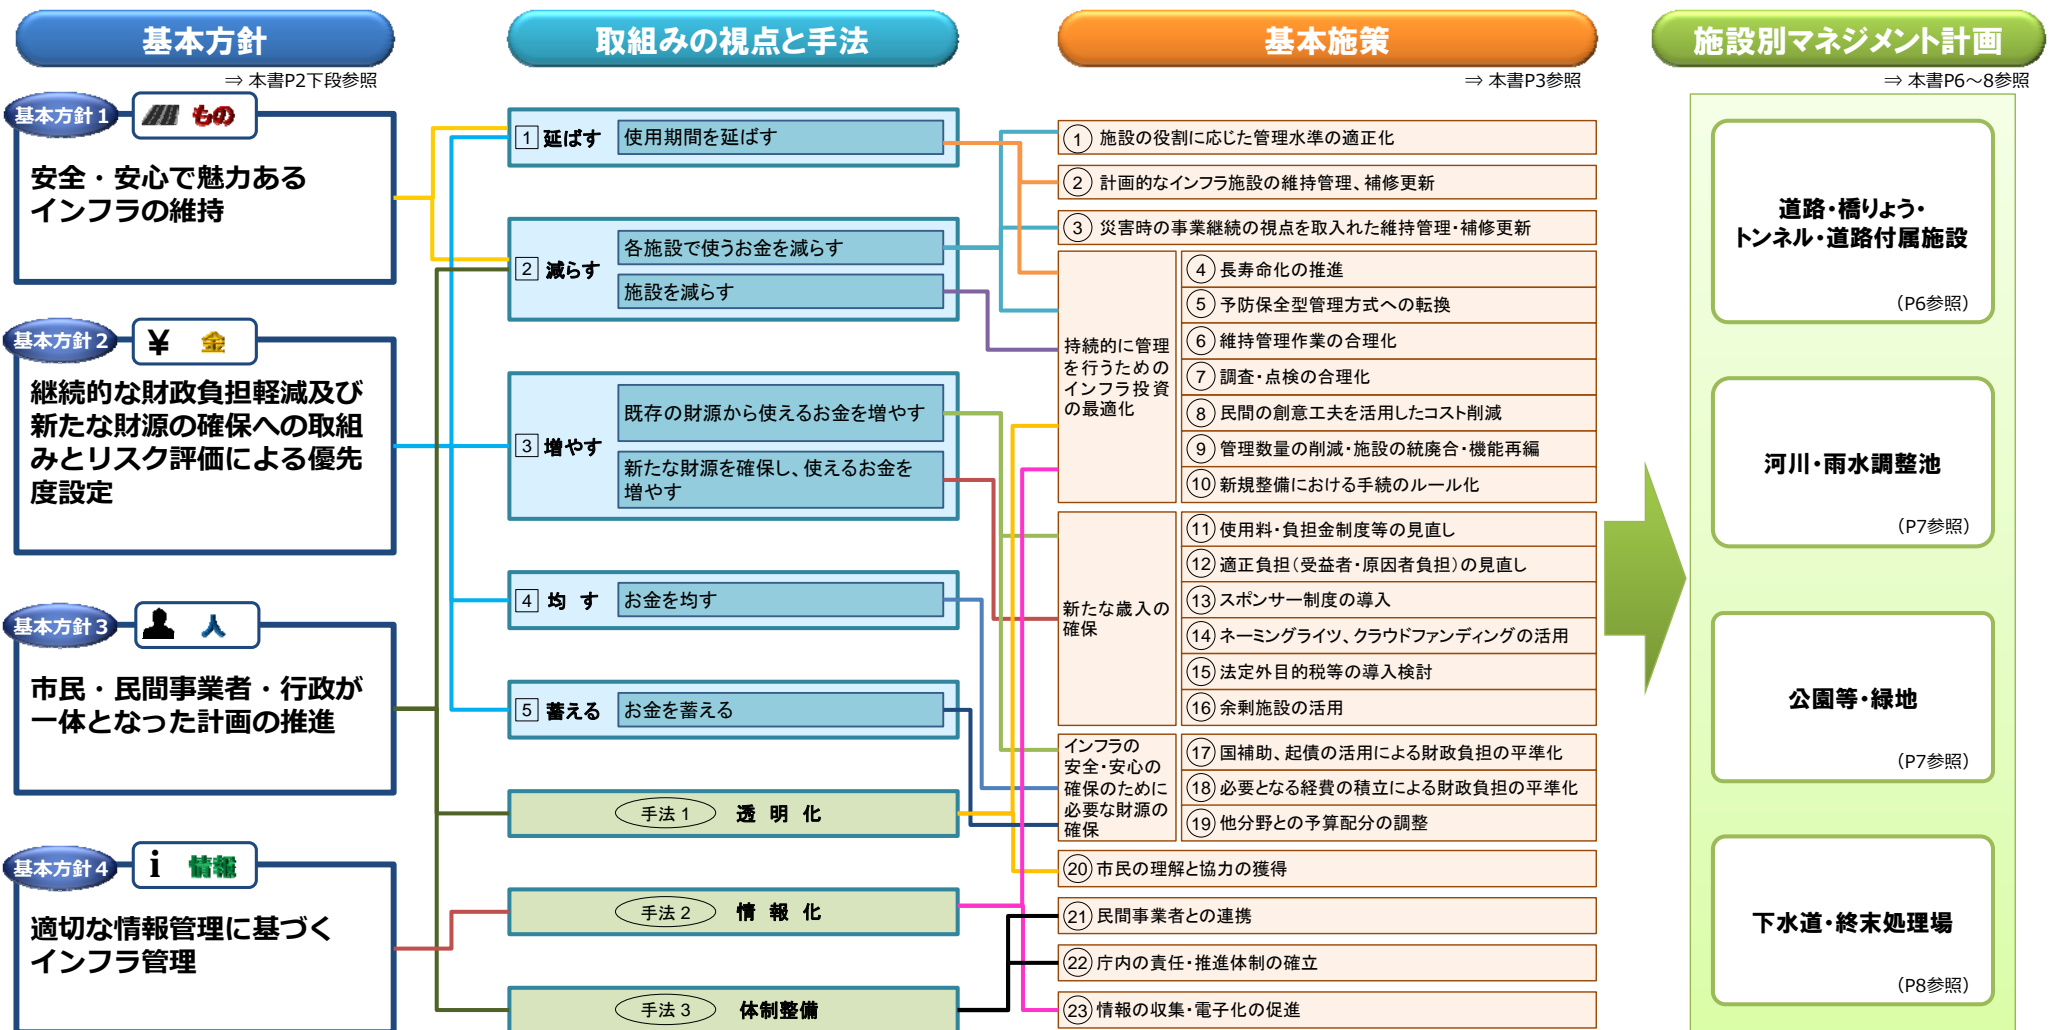 基本方針
⇒ 本書P2下段参照
基本方針1
もの
安全・安心で魅力ある
インフラの維持
基本方針2
¥ 金
継続的な財政負担軽減及び
新たな財源の確保への取組
みとリスク評価による優先
度設定
基本方針3
人
市民・民間事業者・行政が
一体となった計画の推進
基本方針4
i 情報
適切な情報管理に基づく
インフラ管理
取組みの視点と手法
1 延ばす
使用期間を延ばす
2 減らす
各施設で使うお金を減らす
施設を減らす
3 増やす
既存の財源から使えるお金を増やす
新たな財源を確保し、使えるお金を
増やす
4 均 す
お金を均す
5 蓄える
お金を蓄える
手法1 透 明 化
手法2 情 報 化
手法3 体制整備
基本施策
⇒ 本書P3参照
① 施設の役割に応じた管理水準の適正化
② 計画的なインフラ施設の維持管理、補修更新
③ 災害時の事業継続の視点を取入れた維持管理・補修更新
持続的に管理
を行うための
インフラ投資
の最適化
④ 長寿命化の推進
⑤ 予防保全型管理方式への転換
⑥ 維持管理作業の合理化
⑦ 調査・点検の合理化
⑧ 民間の創意工夫を活用したコスト削減
⑨ 管理数量の削減・施設の統廃合・機能再編
⑩ 新規整備における手続のルール化
新たな歳入の
確保
⑪ 使用料・負担金制度等の見直し
⑫ 適正負担(受益者・原因者負担)の見直し
⑬ スポンサー制度の導入
⑭ ネーミングライツ、クラウドファンディングの活用
⑮ 法定外目的税等の導入検討
⑯ 余剰施設の活用
インフラの
安全・安心の
確保のために
必要な財源の
確保
⑰ 国補助、起債の活用による財政負担の平準化
⑱ 必要となる経費の積立による財政負担の平準化
⑲ 他分野との予算配分の調整
⑳ 市民の理解と協力の獲得
㉑ 民間事業者との連携
㉒ 庁内の責任・推進体制の確立
㉓ 情報の収集・電子化の促進
施設別マネジメント計画
⇒ 本書P6～8参照
道路・橋りょう・
トンネル・道路付属施設
(P6参照)
河川・雨水調整池
(P7参照)
公園等・緑地
(P7参照)
下水道・終末処理場
(P8参照)